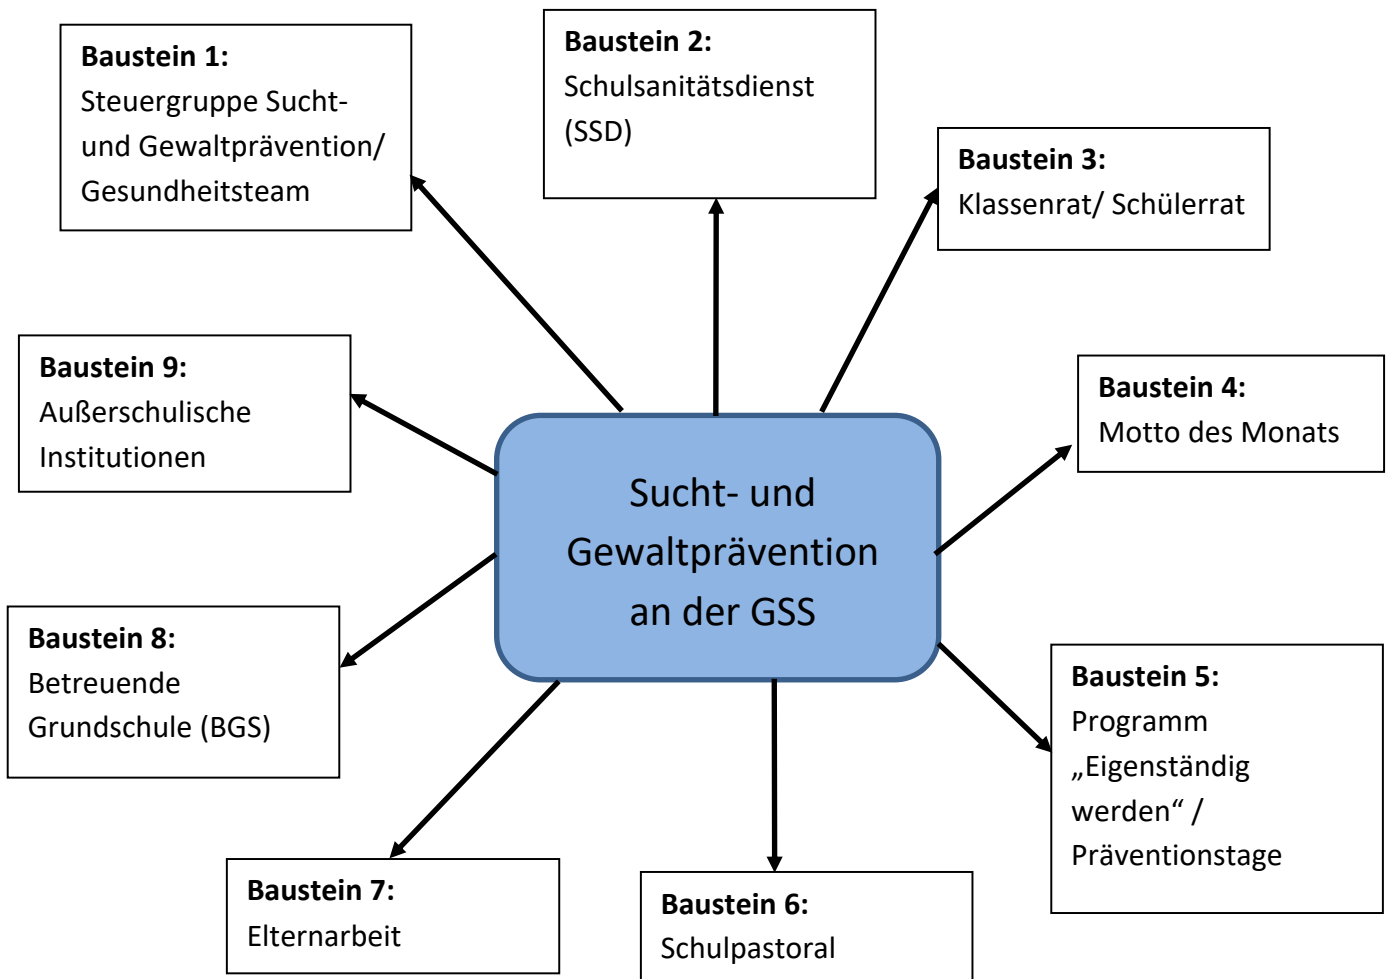 Baustein 1:
Steuergruppe Sucht-
und Gewaltprävention/
Gesundheitsteam
Baustein 2:
Schulsanitätsdienst
(SSD)
Baustein 3:
Klassenrat/ Schülerrat
Baustein 9:
Außerschulische
Institutionen
Baustein 4:
Motto des Monats
Sucht- und
Gewaltprävention
an der GSS
Baustein 8:
Betreuende
Grundschule (BGS)
Baustein 5:
Programm
„Eigenständig
werden“ /
Präventionstage
Baustein 7:
Elternarbeit
Baustein 6:
Schulpastoral